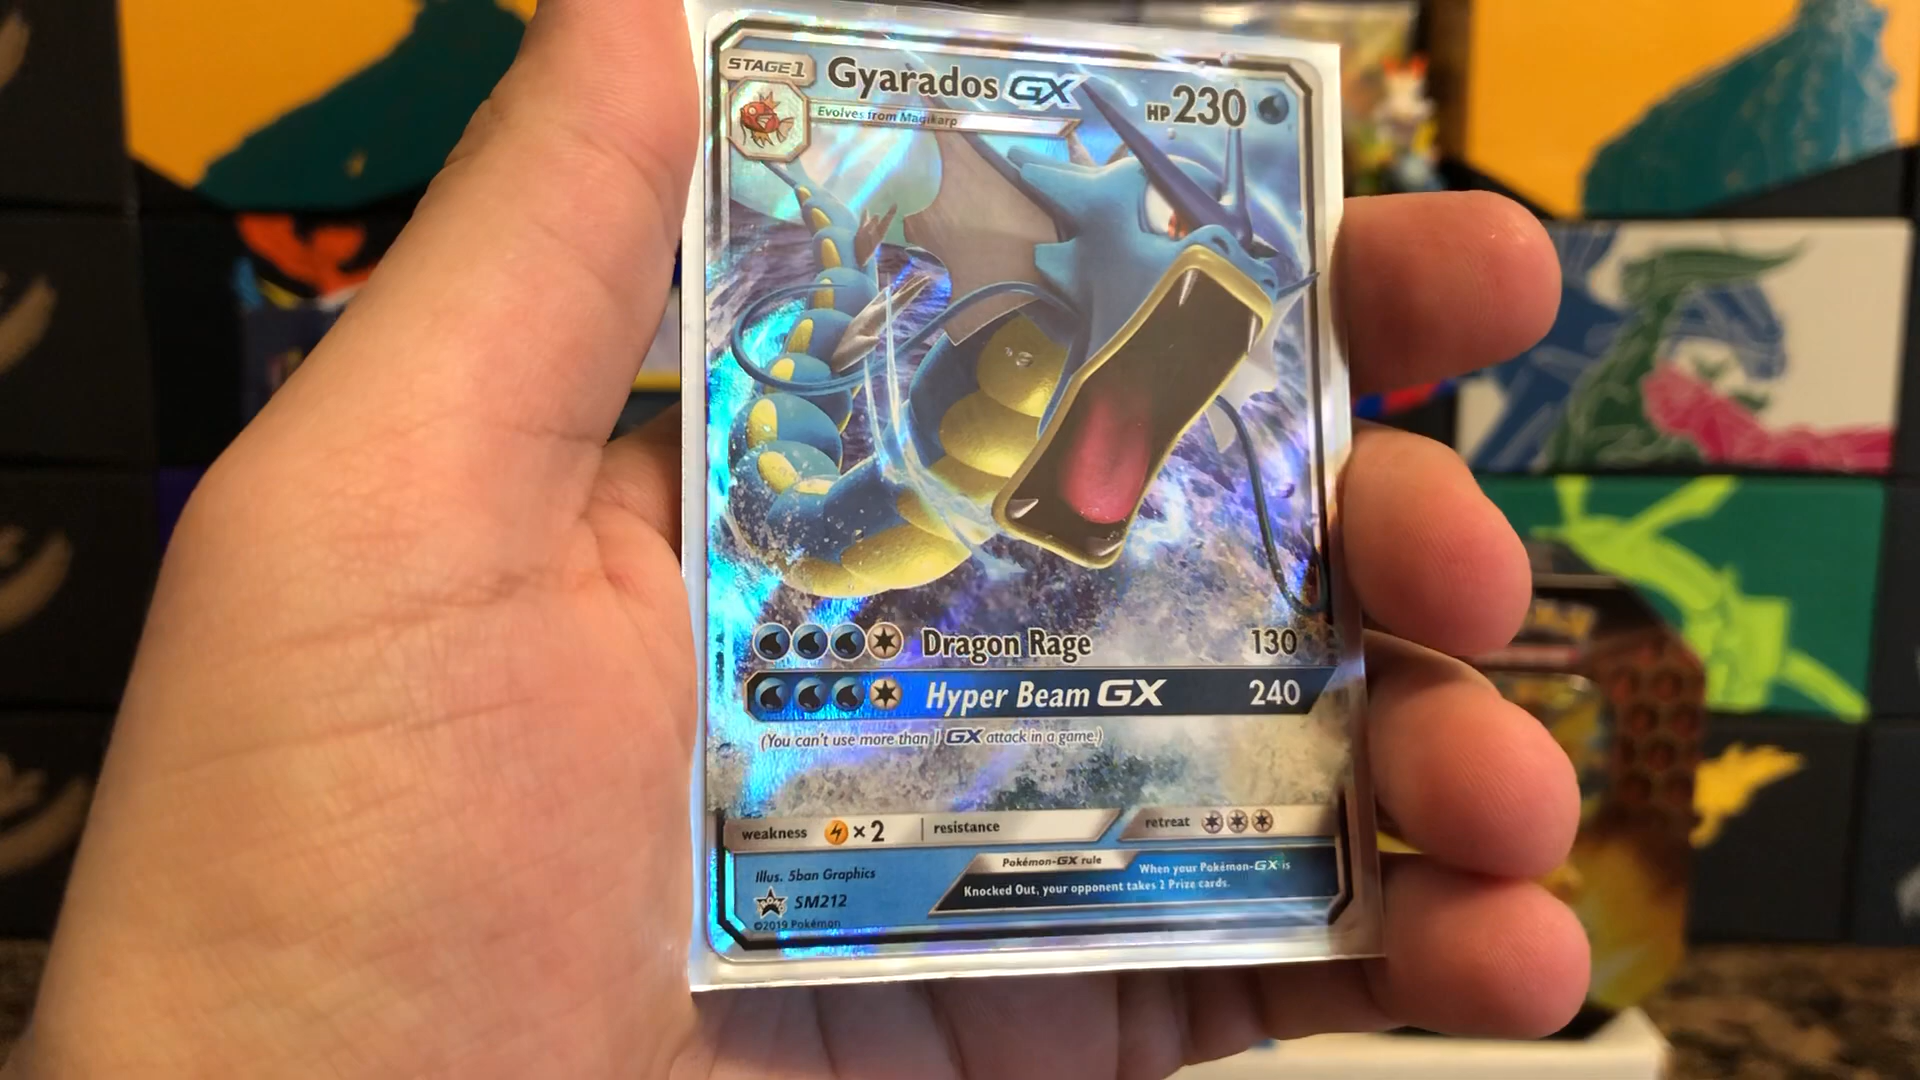 STAGE1 Gyarados GX HP 230
Evolves from Magikarp
Dragon Rage 130
Hyper Beam GX 240
(You can't use more than 1 GX attack in a game.)
weakness ×2 resistance retreat
Illus. 5ban Graphics
Pokémon-GX rule
When your Pokémon-GX is
Knocked Out, your opponent takes 2 Prize cards.
SM212
©2019 Pokémon